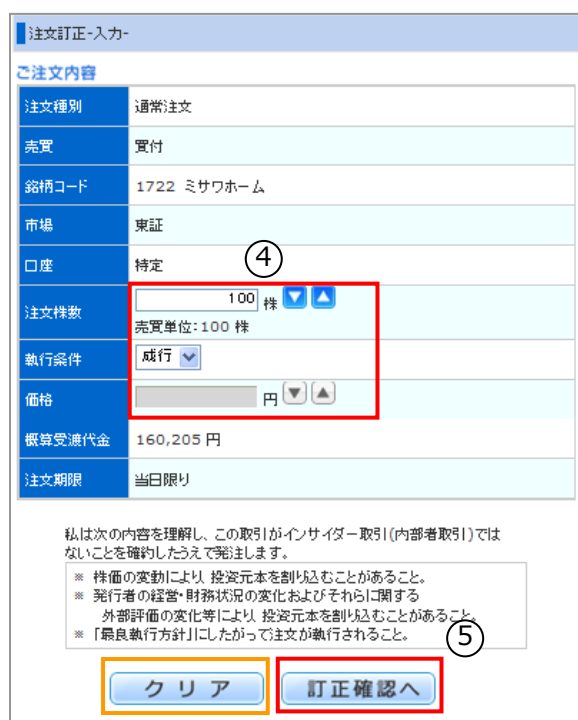 注文訂正-入力-
ご注文内容
注文種別 通常注文
売買 買付
銘柄コード 1722 ミサワホーム
市場 東証
口座 特定
④
注文株数 100 株
売買単位:100 株
執行条件 成行
価格 円
概算受渡代金 160,205 円
注文期限 当日限り
私は次の内容を理解し、この取引がインサイダー取引(内部者取引)では
ないことを確約したうえで発注します。
※ 株価の変動により、投資元本を割り込むことがあること。
※ 発行者の経営・財務状況の変化およびそれらに関する
外部評価の変化等により、投資元本を割り込むことがあること。
※ 「最良執行方針」にしたがって注文が執行されること。
⑤
クリア 訂正確認へ